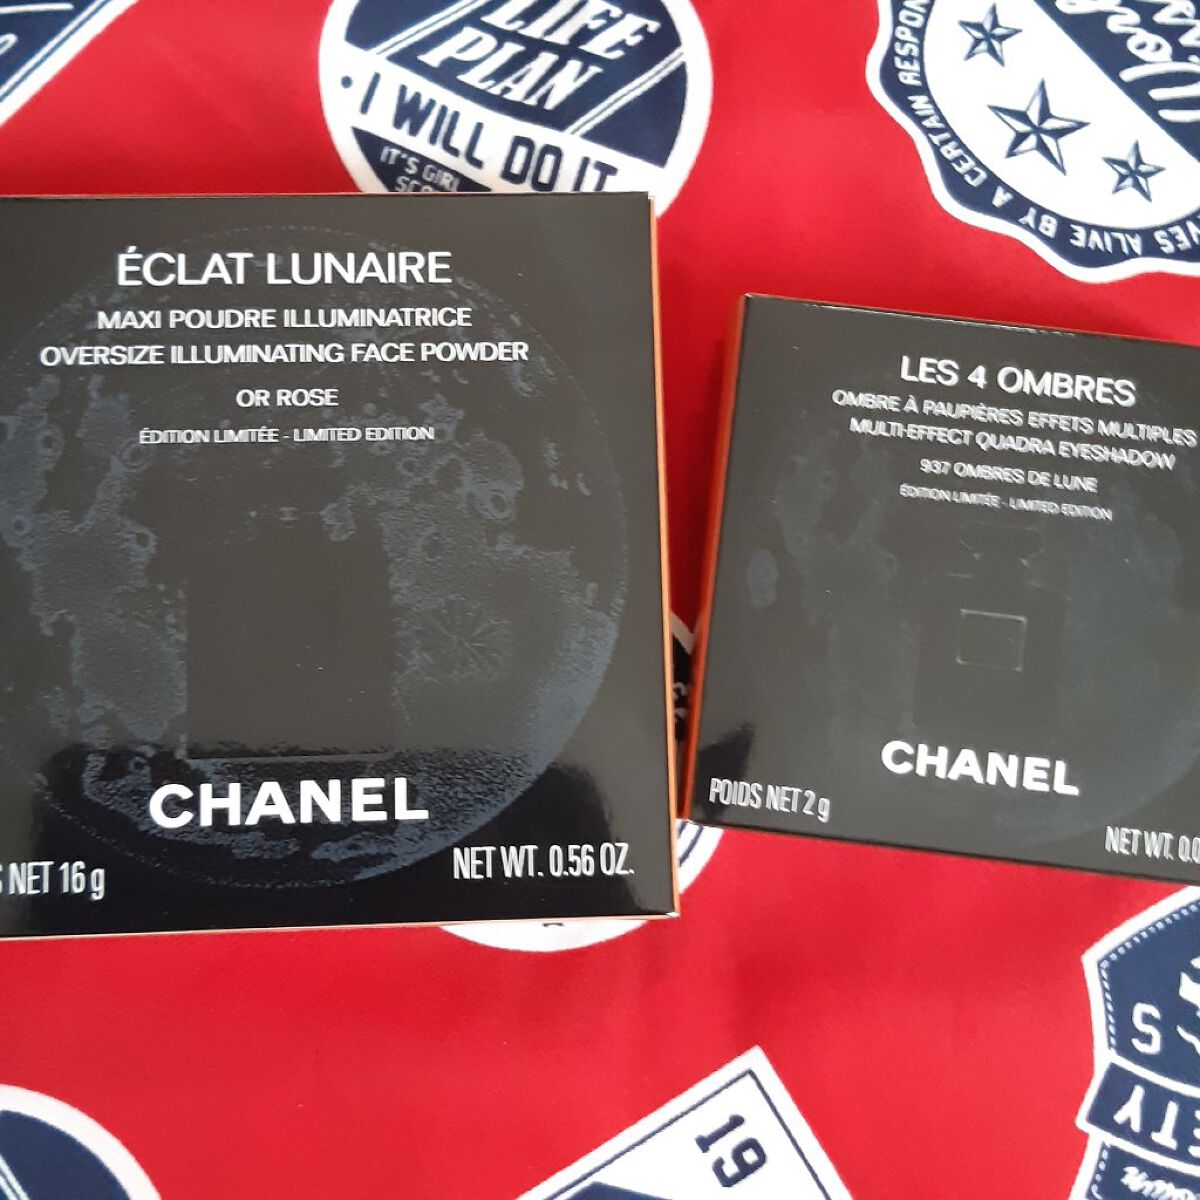 LIFE
PLAN
I WILL DO IT
IT'S GIRL
A CERTAIN
ALIVE BY
ÉCLAT LUNAIRE
MAXI POUDRE ILLUMINATRICE
OVERSIZE ILLUMINATING FACE POWDER
OR ROSE
ÉDITION LIMITÉE - LIMITED EDITION
CHANEL
NET 16 g
NET WT. 0.56 OZ.
LES 4 OMBRES
OMBRE À PAUPIÈRES EFFETS MULTIPLES
MULTI-EFFECT QUADRA EYESHADOW
937 OMBRES DE LUNE
ÉDITION LIMITÉE - LIMITED EDITION
CHANEL
POIDS NET 2 g
NET WT.
19